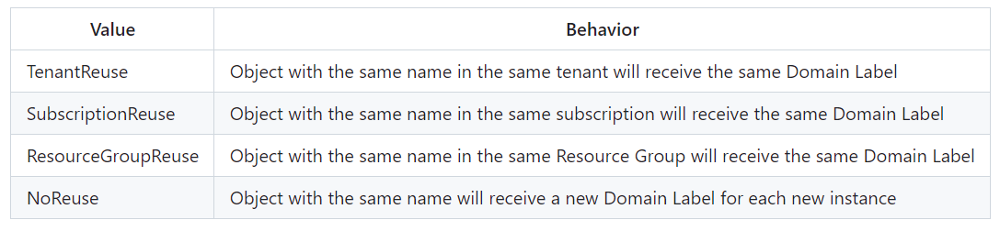 Value Behavior
TenantReuse Object with the same name in the same tenant will receive the same Domain Label
SubscriptionReuse Object with the same name in the same subscription will receive the same Domain Label
ResourceGroupReuse Object with the same name in the same Resource Group will receive the same Domain Label
NoReuse Object with the same name will receive a new Domain Label for each new instance